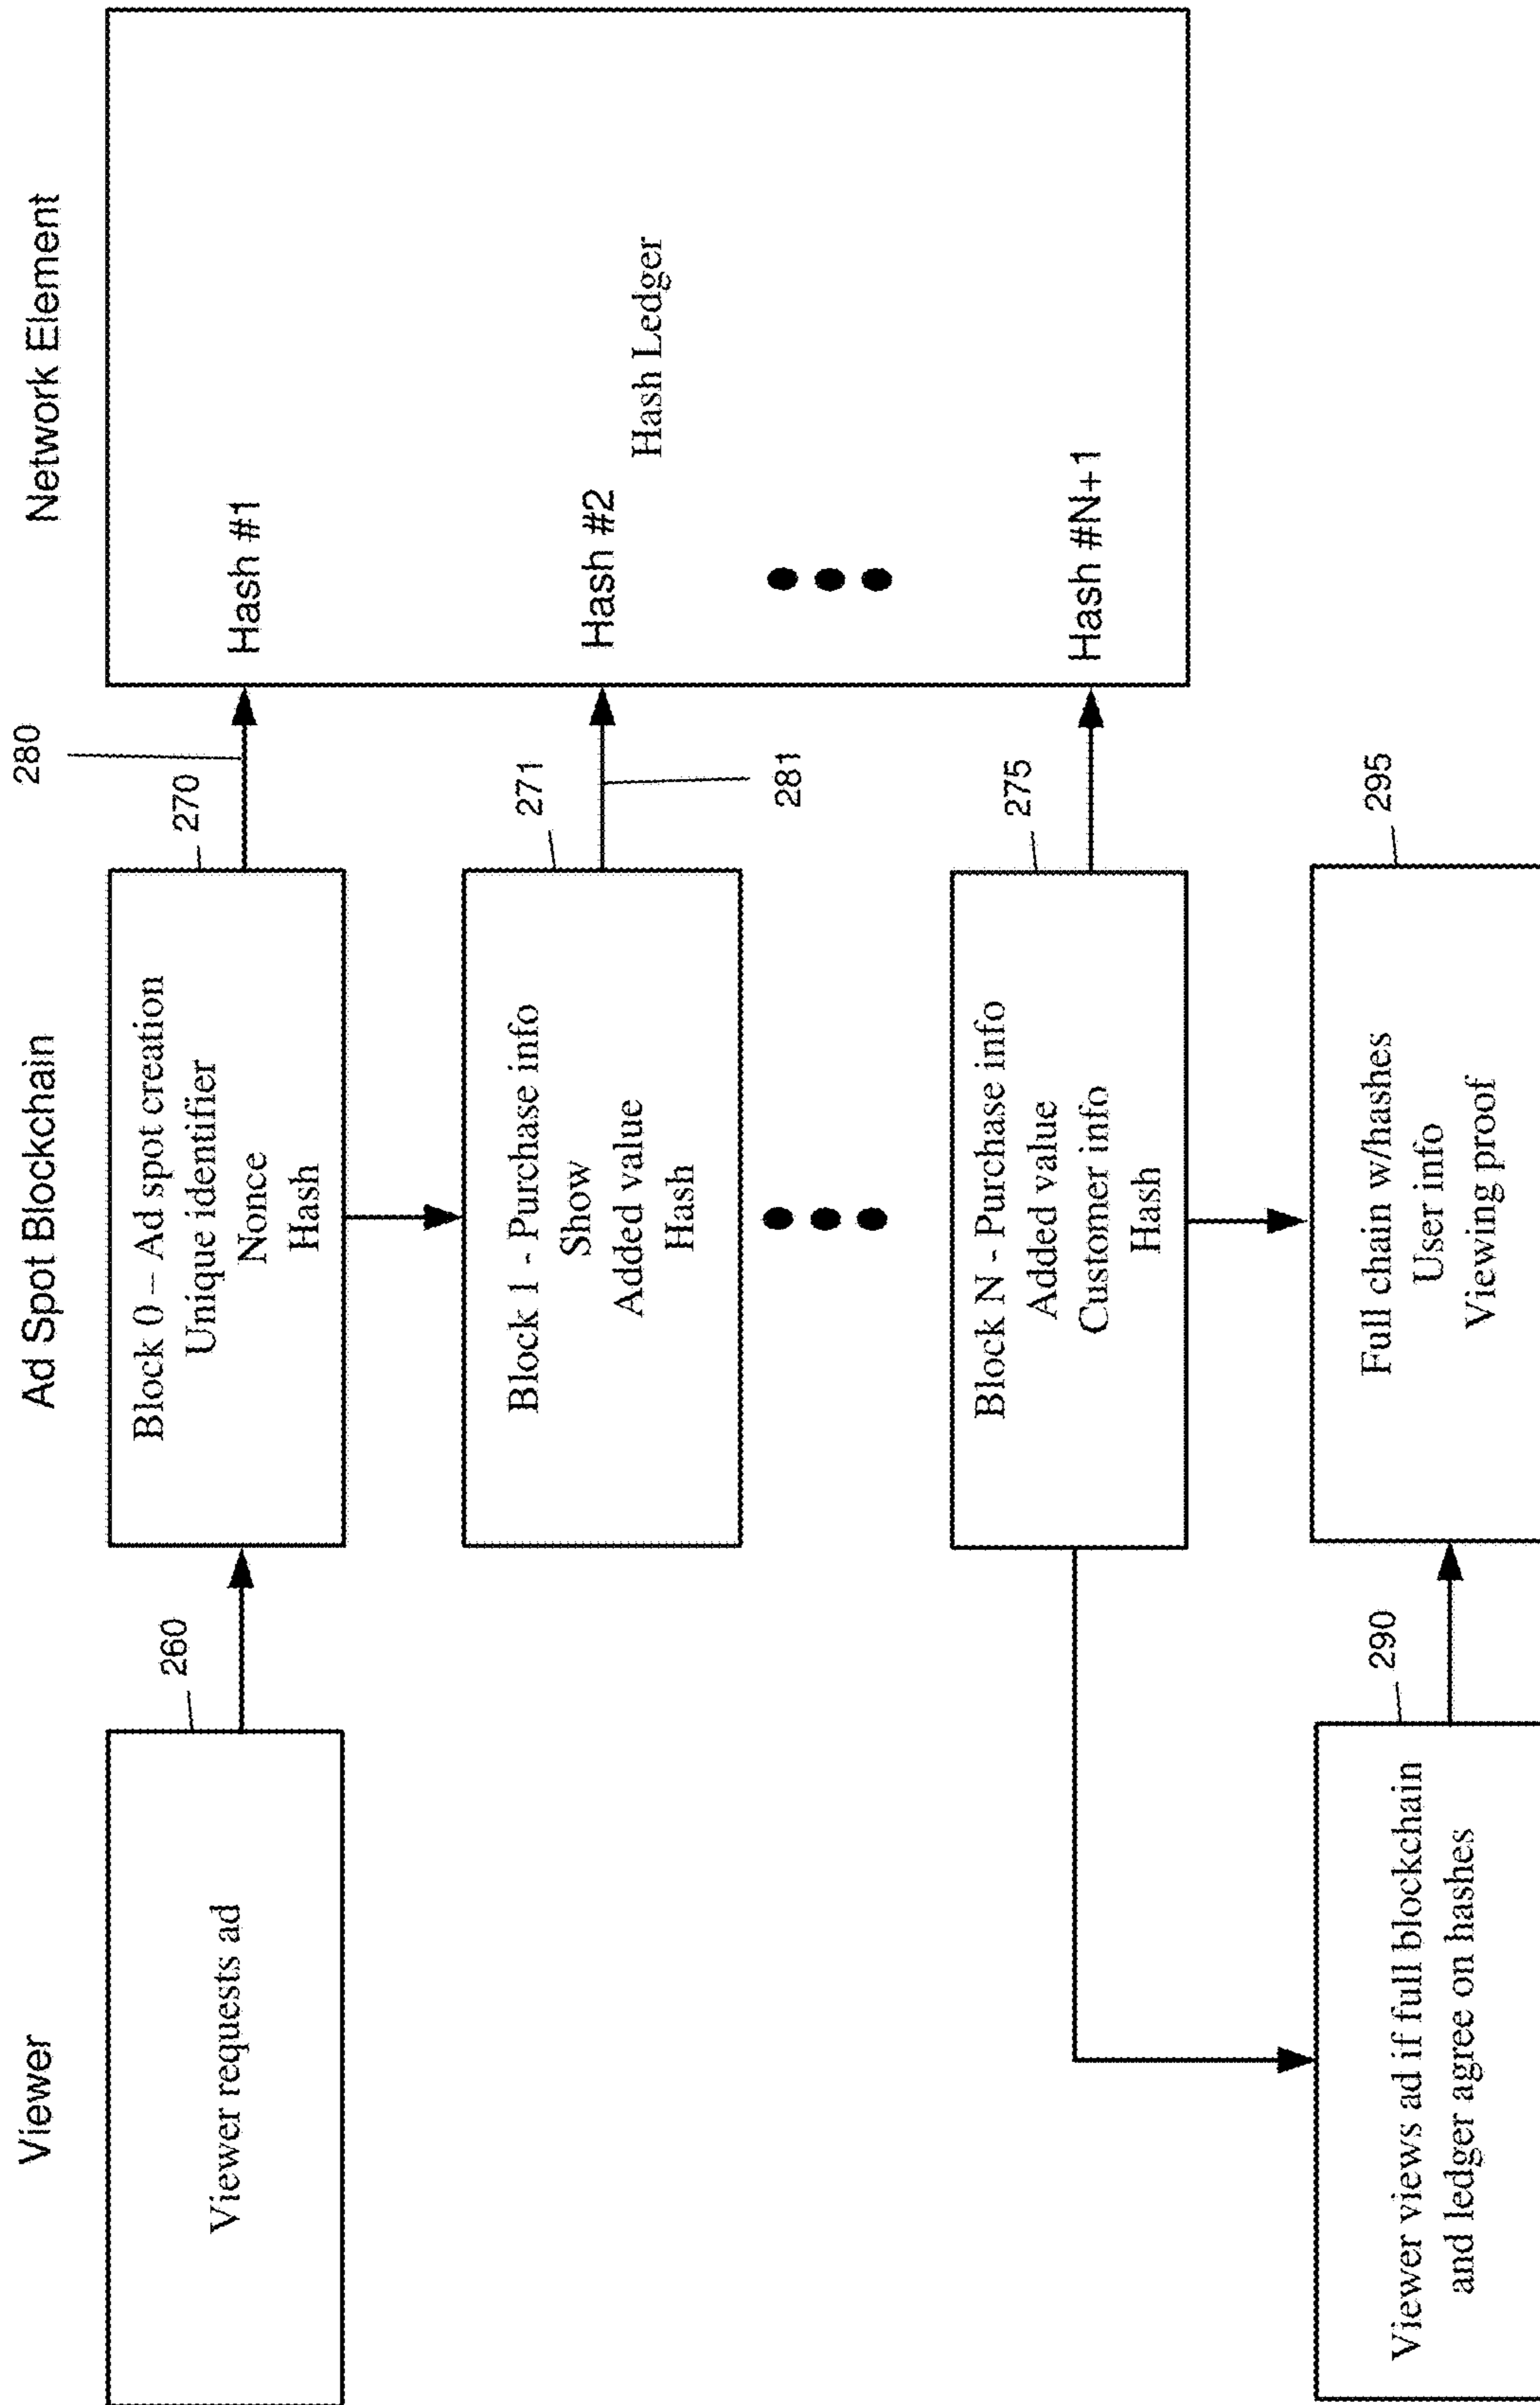 Viewer
Ad Spot Blockchain
Network Element
280
260
270
Viewer requests ad
Block 0 – Ad spot creation
Unique identifier
Nonce
Hash
Hash #1
271
Block 1 - Purchase info
Show
Added value
Hash
281
Hash #2
Hash Ledger
275
Block N - Purchase info
Added value
Customer info
Hash
Hash #N+1
290
295
Viewer views ad if full blockchain
and ledger agree on hashes
Full chain w/hashes
User info
Viewing proof